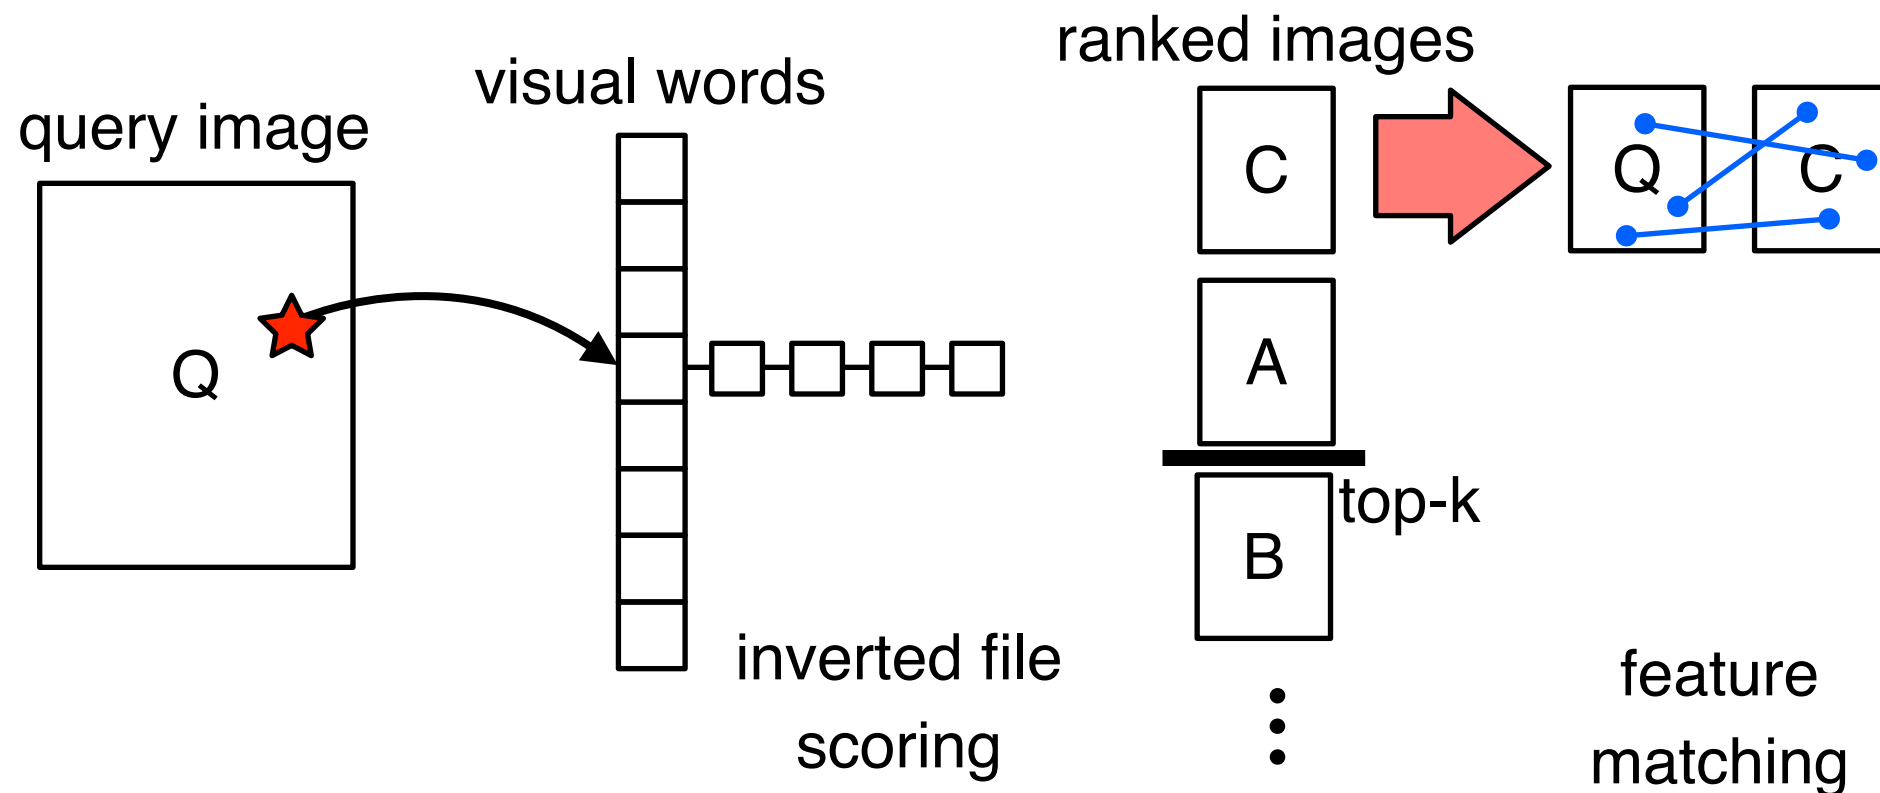 query image
Q
visual words
inverted file
scoring
ranked images
C
A
top-k
B
Q
C
feature
matching